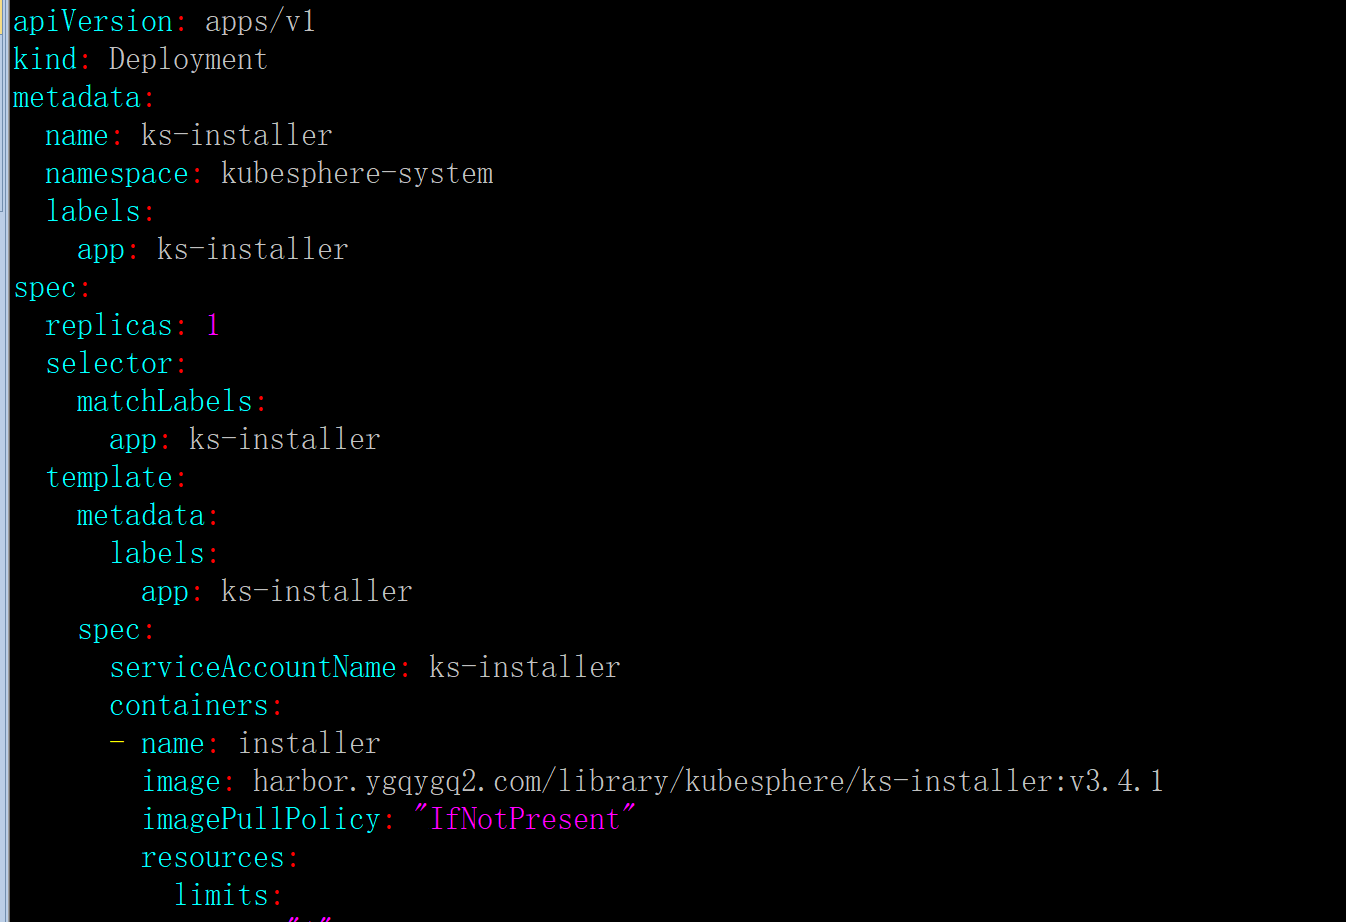 apiVersion: apps/v1
kind: Deployment
metadata:
  name: ks-installer
  namespace: kubesphere-system
  labels:
    app: ks-installer
spec:
  replicas: 1
  selector:
    matchLabels:
      app: ks-installer
  template:
    metadata:
      labels:
        app: ks-installer
    spec:
      serviceAccountName: ks-installer
      containers:
      - name: installer
        image: harbor.ygqygq2.com/library/kubesphere/ks-installer:v3.4.1
        imagePullPolicy: "IfNotPresent"
        resources:
          limits: